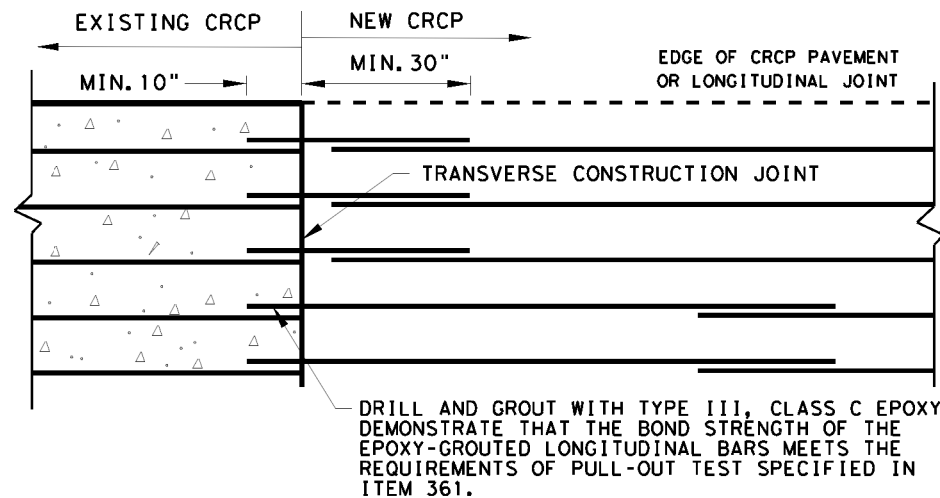 EXISTING CRCP
NEW CRCP
MIN. 10"
MIN. 30"
EDGE OF CRCP PAVEMENT
OR LONGITUDINAL JOINT
TRANSVERSE CONSTRUCTION JOINT
DRILL AND GROUT WITH TYPE III, CLASS C EPOXY
DEMONSTRATE THAT THE BOND STRENGTH OF THE
EPOXY-GROUTED LONGITUDINAL BARS MEETS THE
REQUIREMENTS OF PULL-OUT TEST SPECIFIED IN
ITEM 361.